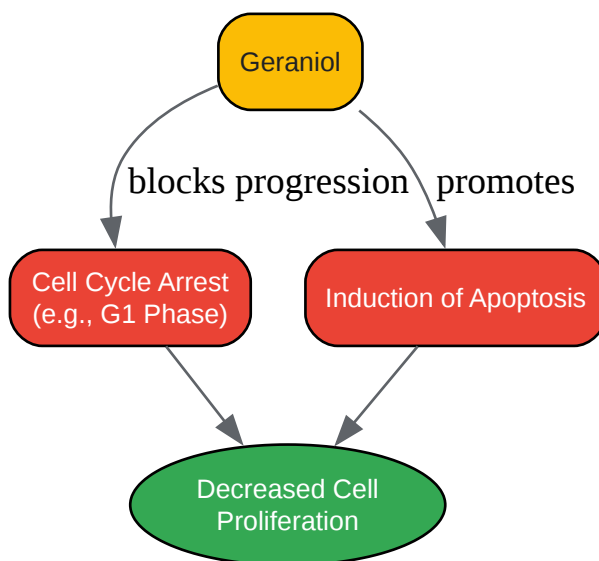 Geraniol
blocks progression
promotes
Cell Cycle Arrest
(e.g., G1 Phase)
Induction of Apoptosis
Decreased Cell
Proliferation